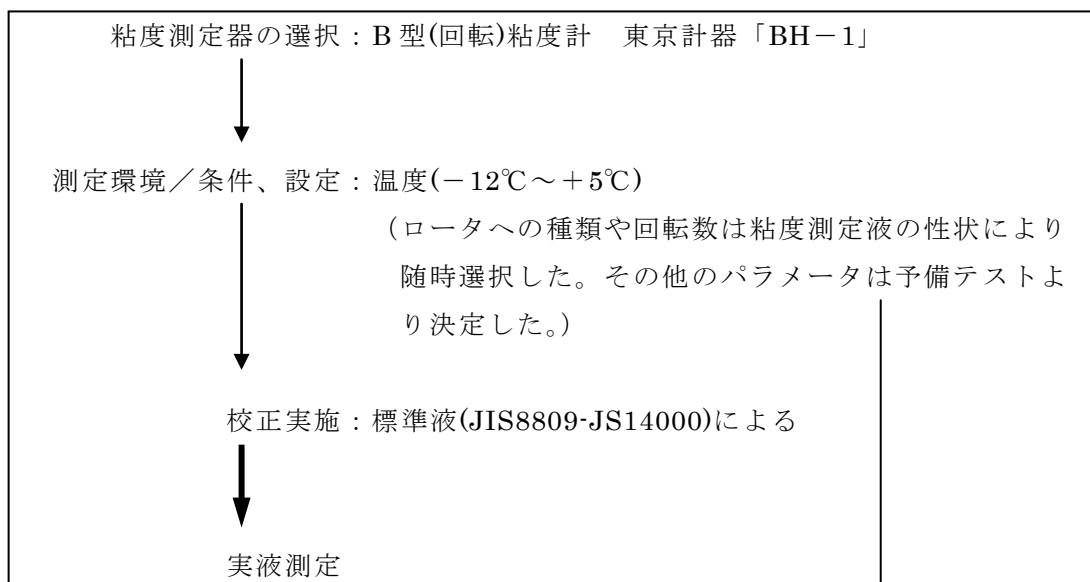 粘度測定器の選択：B 型(回転)粘度計　東京計器「BH－1」
測定環境／条件、設定：温度(－12℃～＋5℃)
（ロータへの種類や回転数は粘度測定液の性状により
随時選択した。その他のパラメータは予備テストよ
り決定した。）
校正実施：標準液(JIS8809-JS14000)による
実液測定